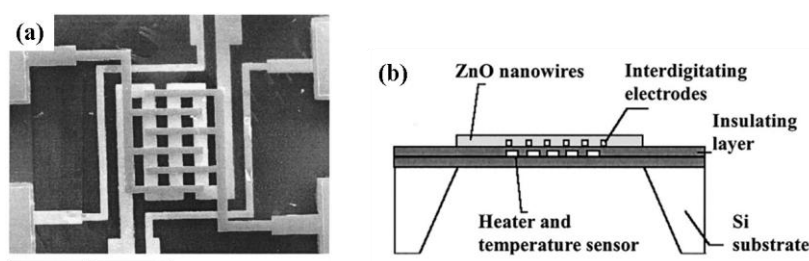 (a)
(b)
ZnO nanowires
Interdigitating
electrodes
Insulating
layer
Heater and
temperature sensor
Si
substrate